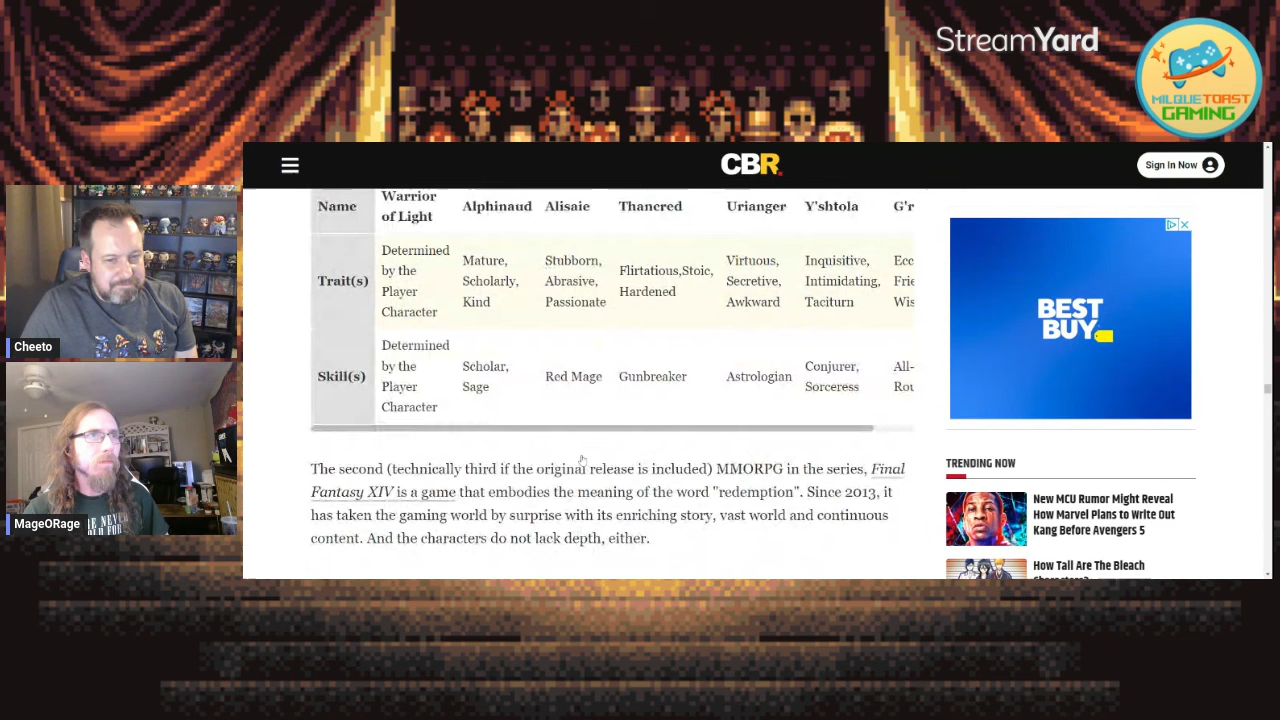 StreamYard
MILQUETOAST
GAMING
CBR.
Sign In Now
Name
Warrior
of Light
Alphinaud
Alisaie
Thancred
Urianger
Y'shtola
G'r
Trait(s)
Determined
by the
Player
Character
Mature,
Scholarly,
Kind
Stubborn,
Abrasive,
Passionate
Flirtatious,Stoic,
Hardened
Virtuous,
Secretive,
Awkward
Inquisitive,
Intimidating,
Taciturn
Ecc
Frie
Wis
Skill(s)
Determined
by the
Player
Character
Scholar,
Sage
Red Mage
Gunbreaker
Astrologian
Conjurer,
Sorceress
All-
Rou
The second (technically third if the original release is included) MMORPG in the series, Final
Fantasy XIV is a game that embodies the meaning of the word "redemption". Since 2013, it
has taken the gaming world by surprise with its enriching story, vast world and continuous
content. And the characters do not lack depth, either.
BEST
BUY
TRENDING NOW
New MCU Rumor Might Reveal
How Marvel Plans to Write Out
Kang Before Avengers 5
How Tall Are The Bleach
Cheeto
MageORage